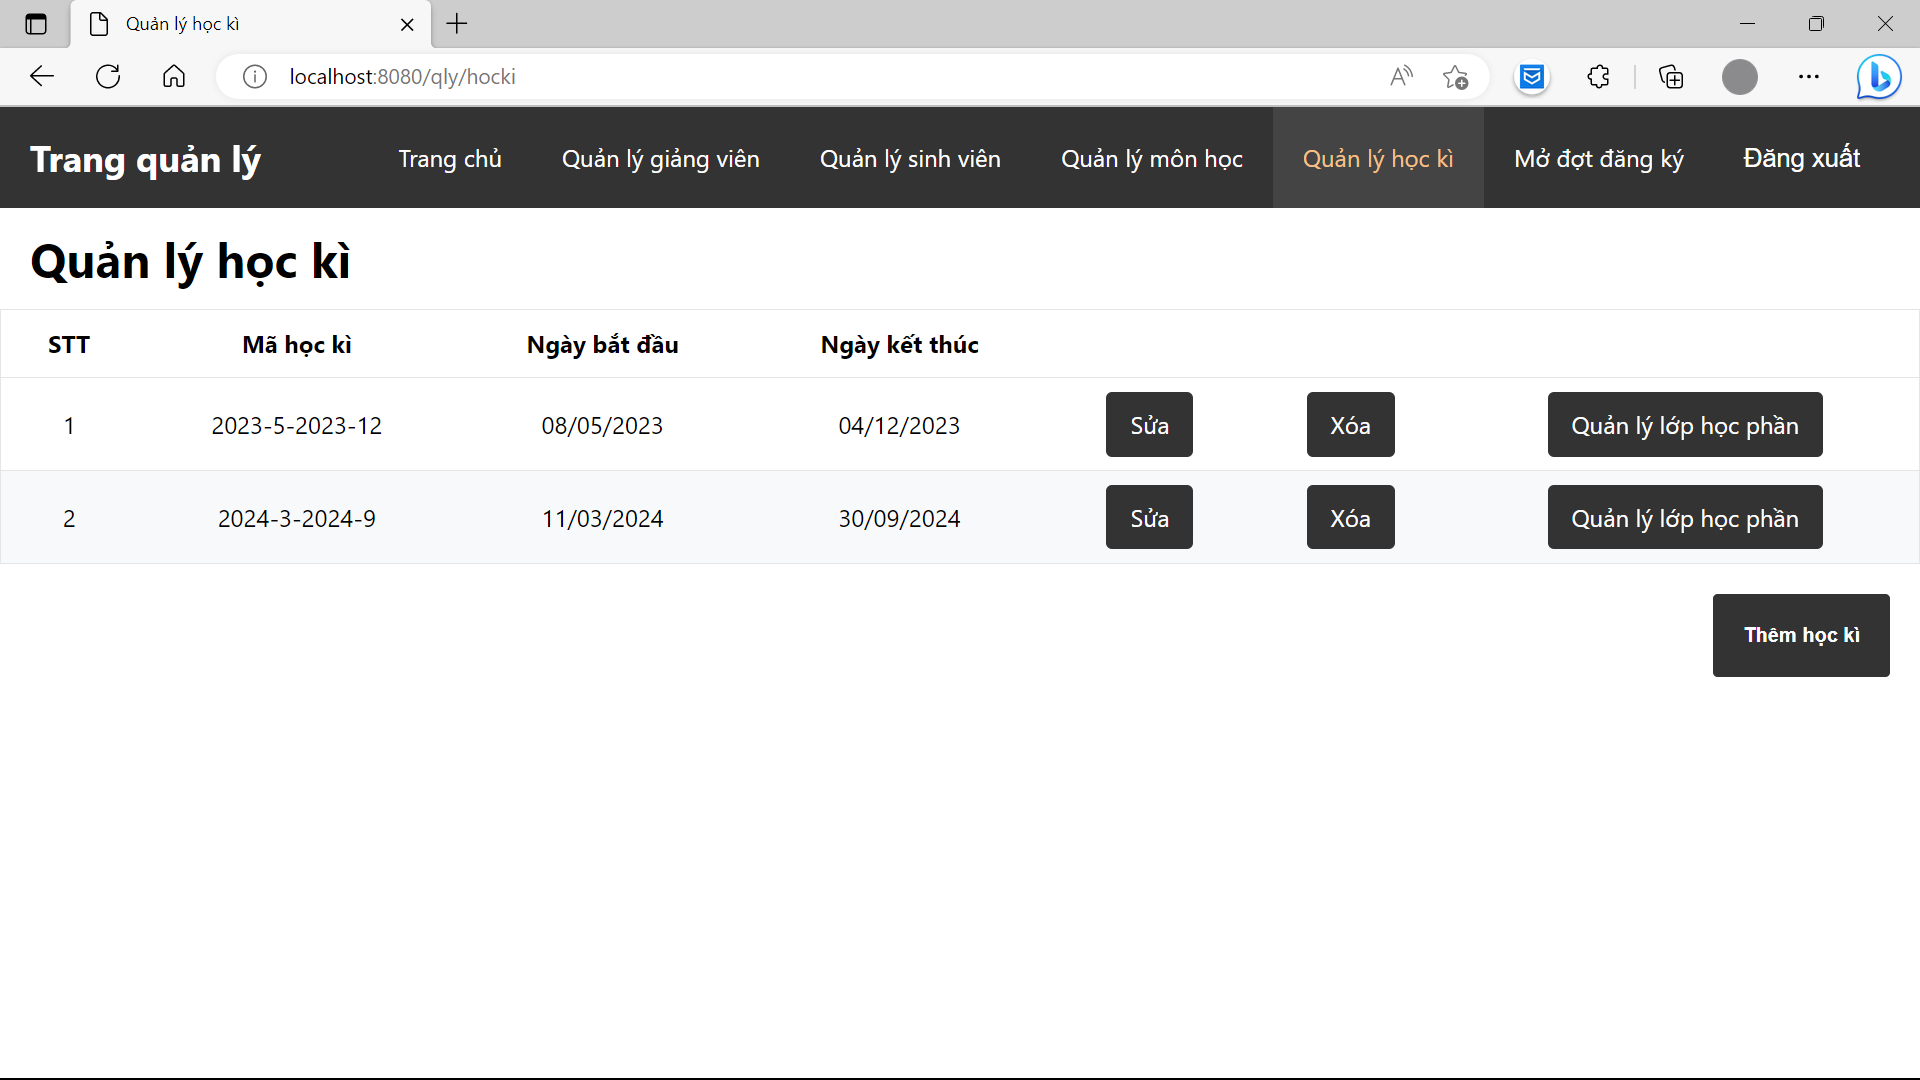 Quản lý học kì
localhost:8080/qly/hocki
Trang quản lý Trang chủ Quản lý giảng viên Quản lý sinh viên Quản lý môn học Quản lý học kì Mở đợt đăng ký Đăng xuất
Quản lý học kì
STT Mã học kì Ngày bắt đầu Ngày kết thúc
1 2023-5-2023-12 08/05/2023 04/12/2023 Sửa Xóa Quản lý lớp học phần
2 2024-3-2024-9 11/03/2024 30/09/2024 Sửa Xóa Quản lý lớp học phần
Thêm học kì